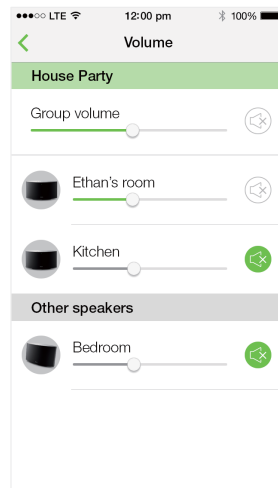 LTE 12:00 pm 100%
Volume
House Party
Group volume
Ethan's room
Kitchen
Other speakers
Bedroom